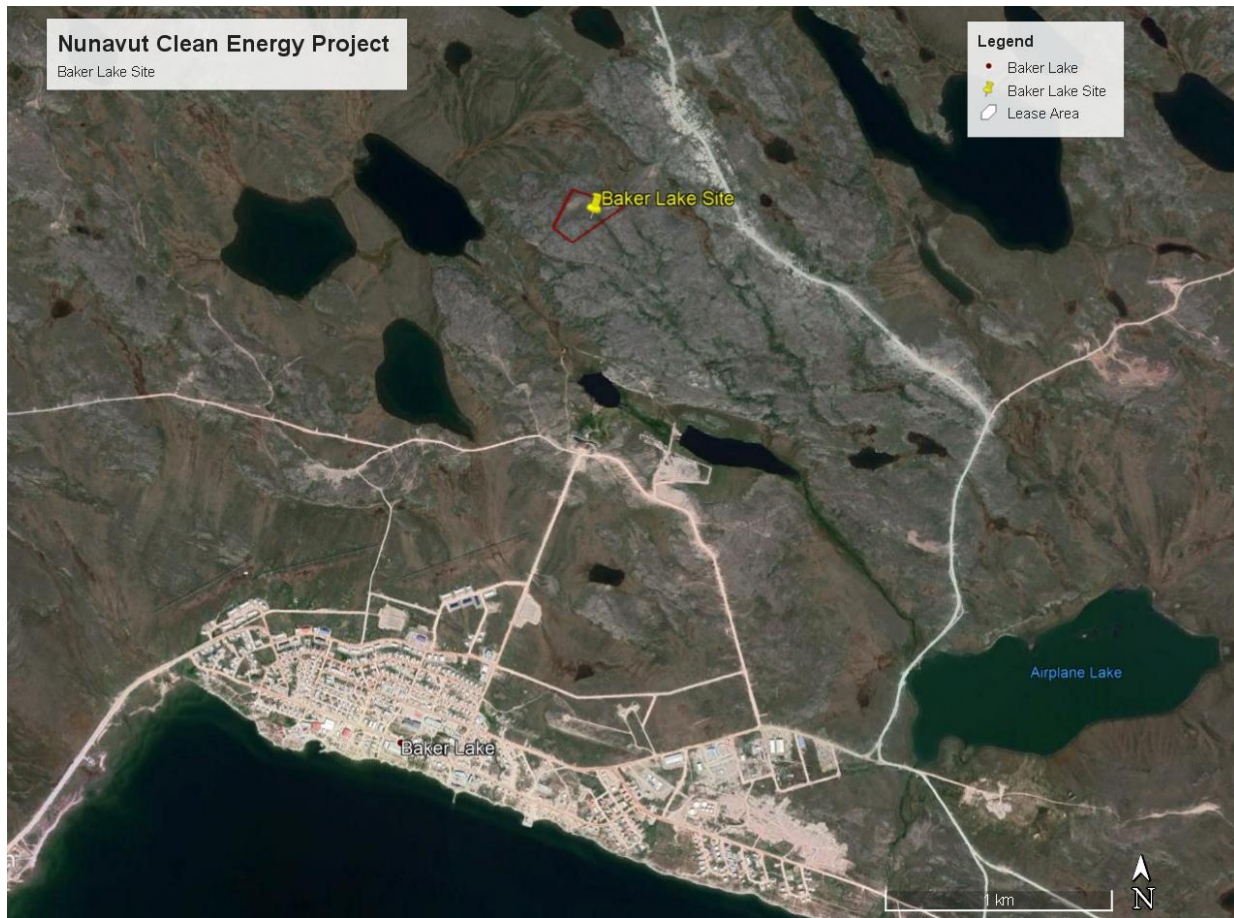 Nunavut Clean Energy Project
Baker Lake Site
Legend
Baker Lake
Baker Lake Site
Lease Area
Baker Lake Site
Airplane Lake
Baker Lake
1 km
N